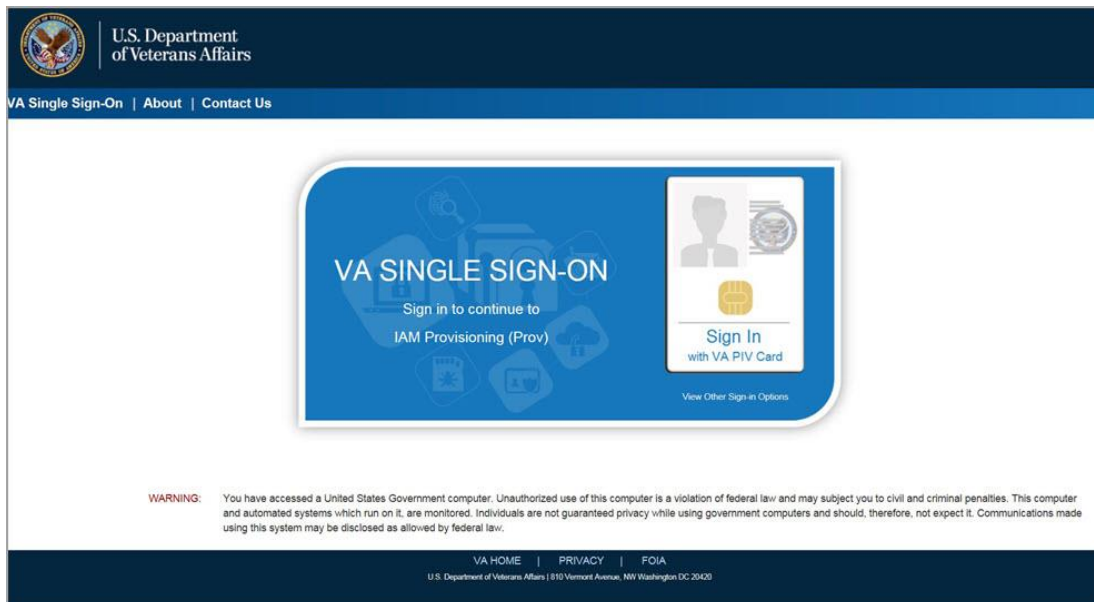 U.S. Department
of Veterans Affairs
VA Single Sign-On | About | Contact Us
VA SINGLE SIGN-ON
Sign in to continue to
IAM Provisioning (Prov)
Sign In
with VA PIV Card
View Other Sign-in Options
WARNING: You have accessed a United States Government computer. Unauthorized use of this computer is a violation of federal law and may subject you to civil and criminal penalties. This computer
and automated systems which run on it, are monitored. Individuals are not guaranteed privacy while using government computers and should, therefore, not expect it. Communications made
using this system may be disclosed as allowed by federal law.
VA HOME | PRIVACY | FOIA
U.S. Department of Veterans Affairs | 810 Vermont Avenue, NW Washington DC 20420